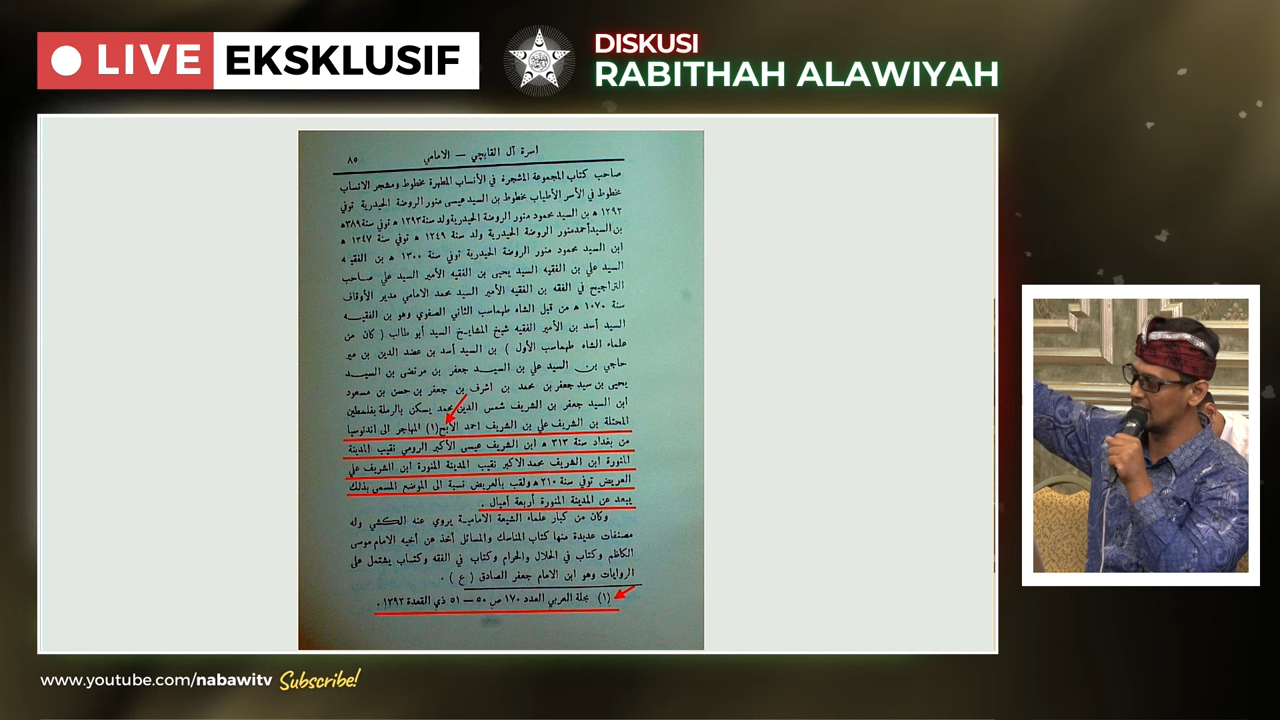 LIVE EKSKLUSIF
DISKUSI
RABITHAH ALAWIYAH
اسرة آل القابچي — الامامي
٨٥
صاحب كتاب المجموعة المشجرة في الأنساب المطهرة مخطوط ومشجر الانساب
مخطوط في الأسر الأطياب مخطوط بن السيد عيسى منور الروضة الحيدرية توفي
١٢٩٢ ه بن السيد محمود منور الروضة الحيدرية ولد سنة
بن السيد أحمد منور الروضة الحيدرية ولد سنة ١٢٤٩ ه توفي سنة ١٣٤٧ ه
ابن السيد محمود منور الروضة الحيدرية توفي سنة ١٣٠٠ ه بن الفقيه
السيد علي بن الفقيه السيد يحيى بن الفقيه الأمير السيد علي صاحب
التراجيح في الفقه بن الفقيه الأمير السيد محمد الامامي مدير الأوقاف
سنة ١٠٧٠ ه من قبل الشاه طهماسب الثاني الصفوي وهو بن الفقيه
السيد أسد بن الأمير الفقيه شيخ المشايخ السيد أبو طالب ( كان من
علماء الشاه طهماسب الأول ) بن السيد أسد بن عضد الدين بن مير
حاجي بن السيد علي بن السيد جعفر بن مرتضى بن السيد
يحيى بن سيد جعفر بن محمد بن اشرف بن جعفر بن حسن بن مسعود
ابن السيد جعفر بن الشريف شمس الدين محمد يسكن بالرملة بفلسطين
المحتلة بن الشريف علي بن الشريف احمد الابح (١) المهاجر الى اندنوسيا
من بغداد سنة ٣١٣ ه ابن الشريف عيسى الأكبر الرومي نقيب المدينة
المنورة ابن الشريف محمد الاكبر نقيب المدينة المنورة ابن الشريف علي
العريض توفي سنة ٢١٠ ه ولقب بالعريض نسبة الى الموضع المسمى بذلك
يبعد عن المدينة المنورة أربعة أميال .
وكان من كبار علماء الشيعة الامامية يروي عنه الكشي وله
مصنفات عديدة منها كتاب المناسك والمسائل أخذ عن أخيه الامام موسى
الكاظم وكتاب في الحلال والحرام وكتاب في الفقه وكتاب يشتمل على
الروايات وهو ابن الامام جعفر الصادق ( ع ) .
(١) مجلة العربي العدد ١٧٠ ص ٥٠ — ٥١ ذي القعدة ١٣٩٢ .
www.youtube.com/nabawitv Subscribe!